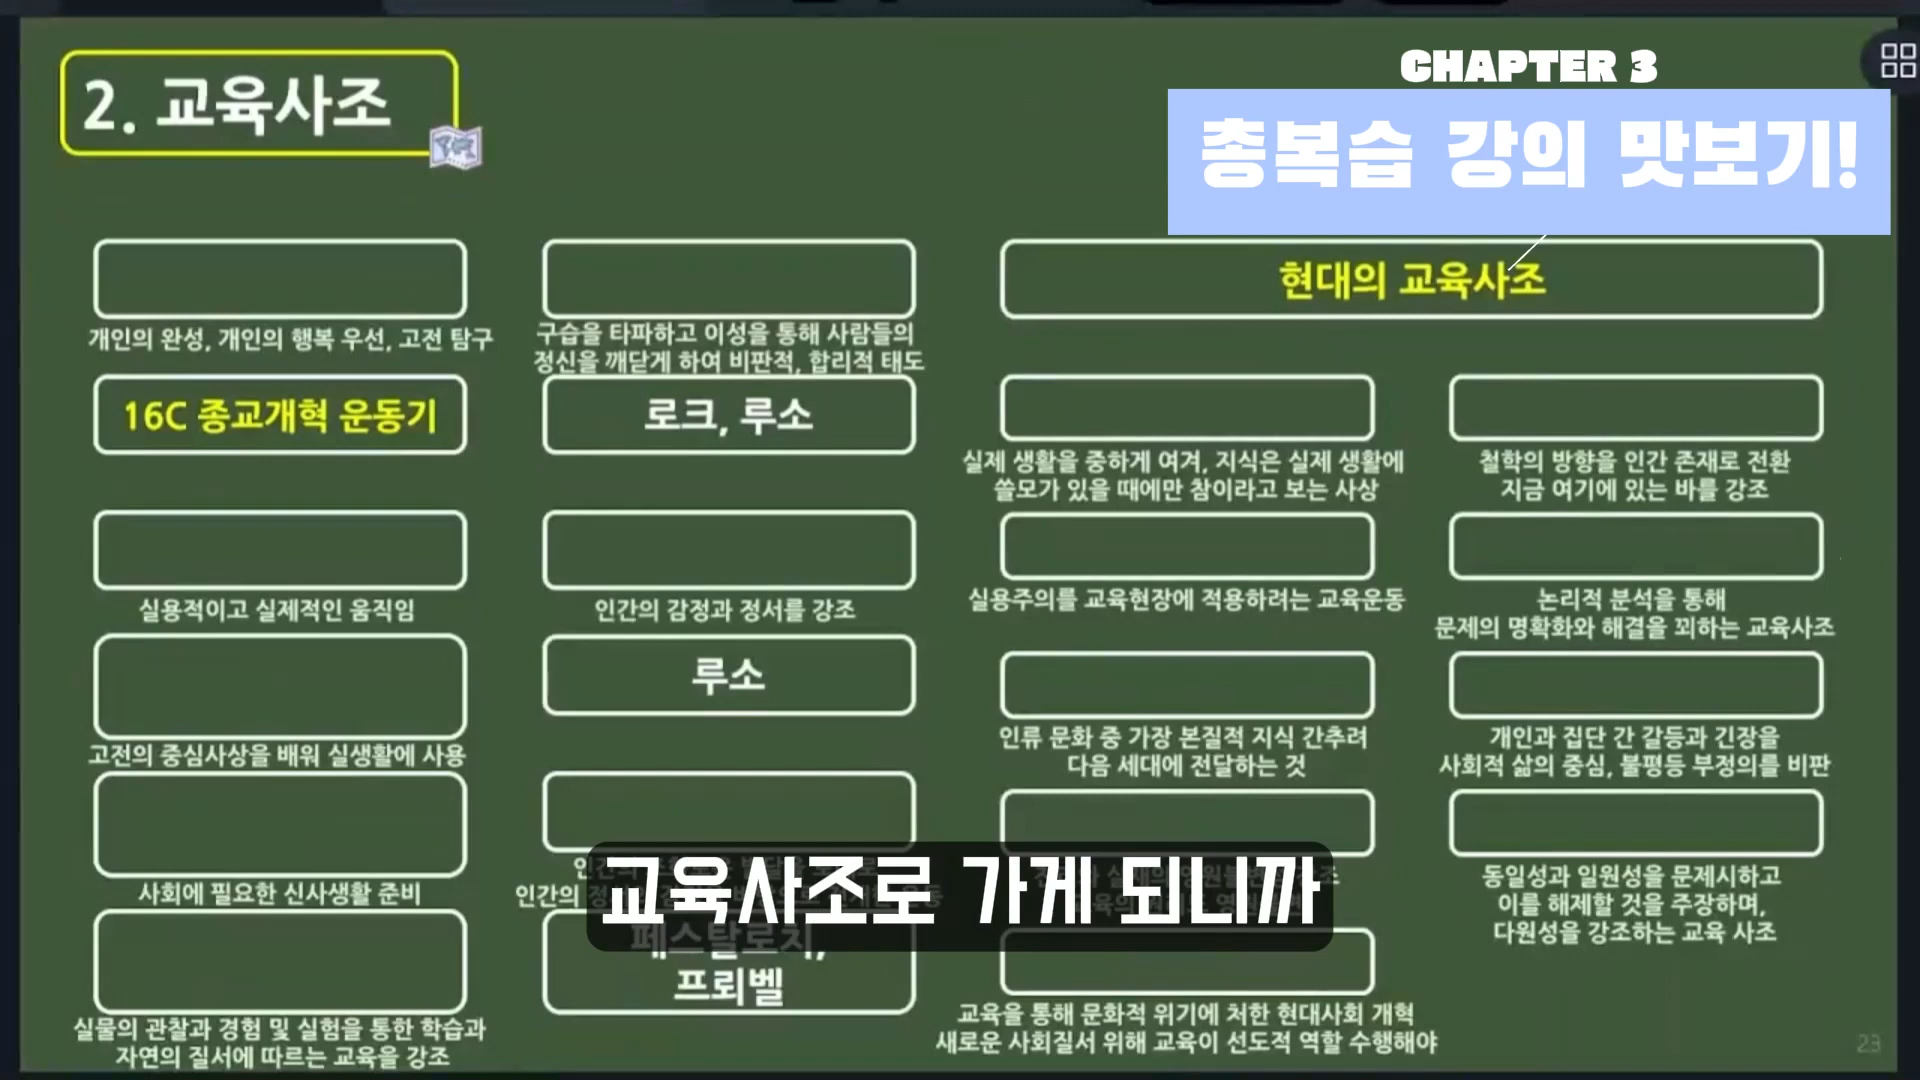 2. 교육사조
CHAPTER 3
총복습 강의 맛보기!
개인의 완성, 개인의 행복 우선, 고전 탐구
16C 종교개혁 운동기
실용적이고 실제적인 움직임
고전의 중심사상을 배워 실생활에 사용
사회에 필요한 신사생활 준비
실물의 관찰과 경험 및 실험을 통한 학습과
자연의 질서에 따르는 교육을 강조
구습을 타파하고 이성을 통해 사람들의
정신을 깨닫게 하여 비판적, 합리적 태도
로크, 루소
인간의 감정과 정서를 강조
루소
인간의
페스탈로치,
프뢰벨
현대의 교육사조
실제 생활을 중하게 여겨, 지식은 실제 생활에
쓸모가 있을 때에만 참이라고 보는 사상
실용주의를 교육현장에 적용하려는 교육운동
인류 문화 중 가장 본질적 지식 간추려
다음 세대에 전달하는 것
교육을 통해 문화적 위기에 처한 현대사회 개혁
새로운 사회질서 위해 교육이 선도적 역할 수행해야
철학의 방향을 인간 존재로 전환
지금 여기에 있는 바를 강조
논리적 분석을 통해
문제의 명확화와 해결을 꾀하는 교육사조
개인과 집단 간 갈등과 긴장을
사회적 삶의 중심, 불평등 부정의를 비판
동일성과 일원성을 문제시하고
이를 해체할 것을 주장하며,
다원성을 강조하는 교육 사조
교육사조로 가게 되니까
23